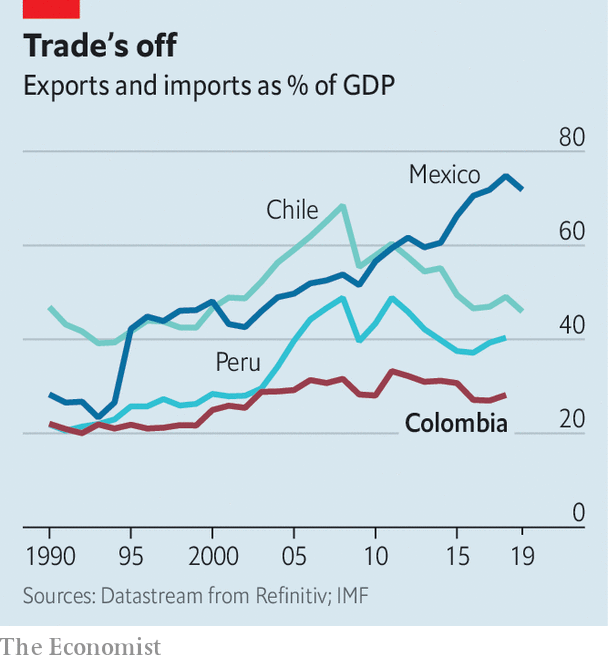 Trade’s off
Exports and imports as % of GDP
80
Mexico
Chile
60
40
Peru
Colombia
20
0
1990 95 2000 05 10 15 19
Sources: Datastream from Refinitiv; IMF
The Economist